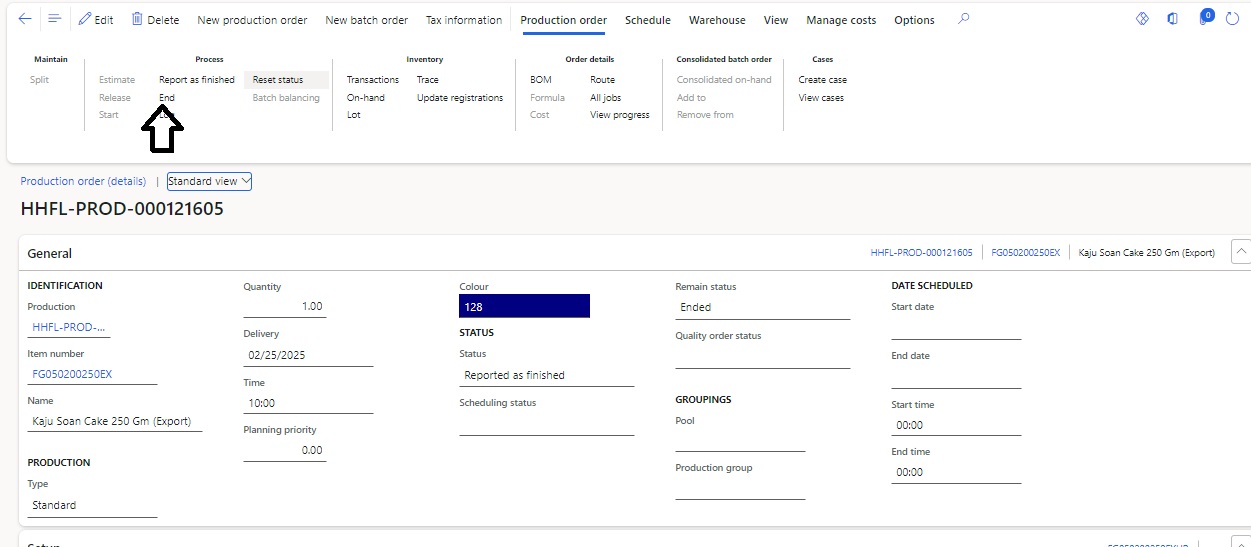 Edit Delete New production order New batch order Tax information Production order Schedule Warehouse View Manage costs Options 0
Maintain Process Inventory Order details Consolidated batch order Cases
Split Estimate Report as finished Reset status Transactions Trace BOM Route Consolidated on-hand Create case
Release End Batch balancing On-hand Update registrations Formula All jobs Add to View cases
Start Lot Cost View progress Remove from
Production order (details) | Standard view
HHFL-PROD-000121605
General HHFL-PROD-000121605 FG050200250EX Kaju Soan Cake 250 Gm (Export)
IDENTIFICATION
Production
HHFL-PROD-...
Item number
FG050200250EX
Name
Kaju Soan Cake 250 Gm (Export)
PRODUCTION
Type
Standard
Quantity
1.00
Delivery
02/25/2025
Time
10:00
Planning priority
0.00
Colour
128
STATUS
Status
Reported as finished
Scheduling status
Remain status
Ended
Quality order status
GROUPINGS
Pool
Production group
DATE SCHEDULED
Start date
End date
Start time
00:00
End time
00:00